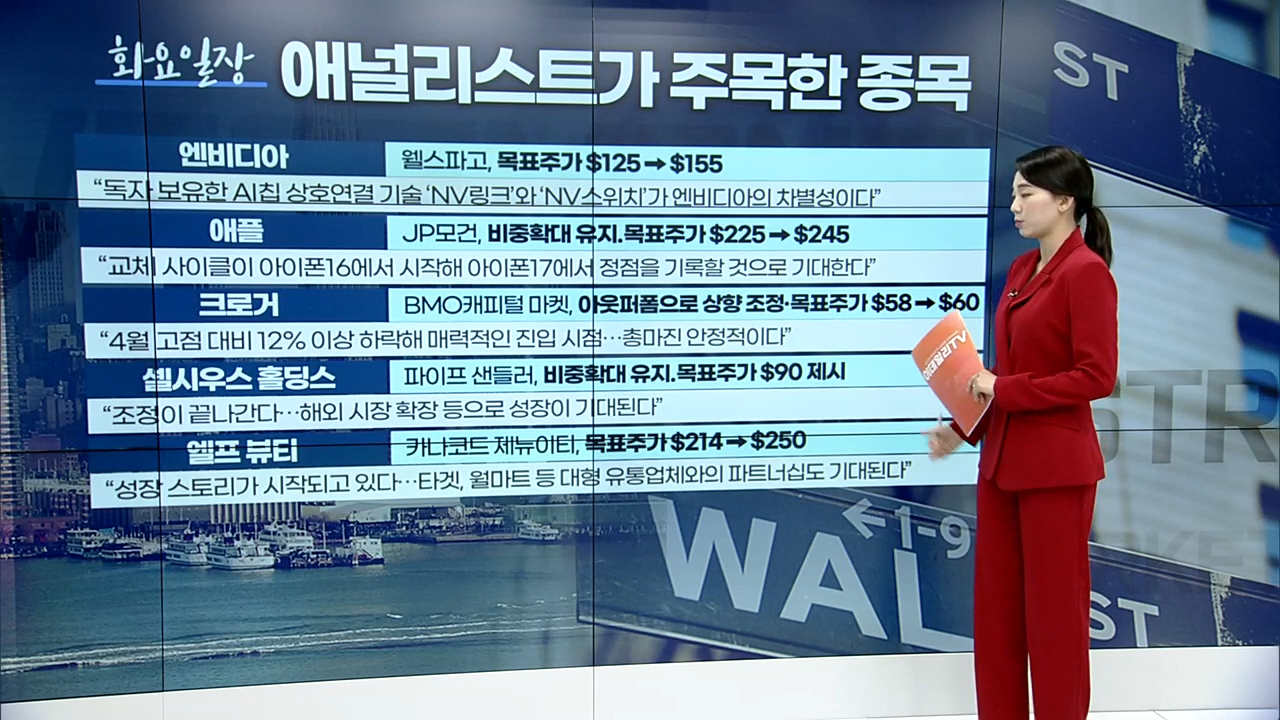 화요일장 애널리스트가 주목한 종목
엔비디아 웰스파고, 목표주가 $125 → $155
“독자 보유한 AI칩 상호연결 기술 ‘NV링크’와 ‘NV스위치’가 엔비디아의 차별성이다”
애플 JP모건, 비중확대 유지.목표주가 $225 → $245
“교체 사이클이 아이폰16에서 시작해 아이폰17에서 정점을 기록할 것으로 기대한다”
크로거 BMO캐피털 마켓, 아웃퍼폼으로 상향 조정·목표주가 $58 → $60
“4월 고점 대비 12% 이상 하락해 매력적인 진입 시점…총마진 안정적이다”
셀시우스 홀딩스 파이프 샌들러, 비중확대 유지.목표주가 $90 제시
“조정이 끝나간다…해외 시장 확장 등으로 성장이 기대된다”
엘프 뷰티 카나코드 제뉴이티, 목표주가 $214 → $250
“성장 스토리가 시작되고 있다…타겟, 월마트 등 대형 유통업체와의 파트너십도 기대된다”
ST
이데일리TV
STR
←1-9
WAL
ST